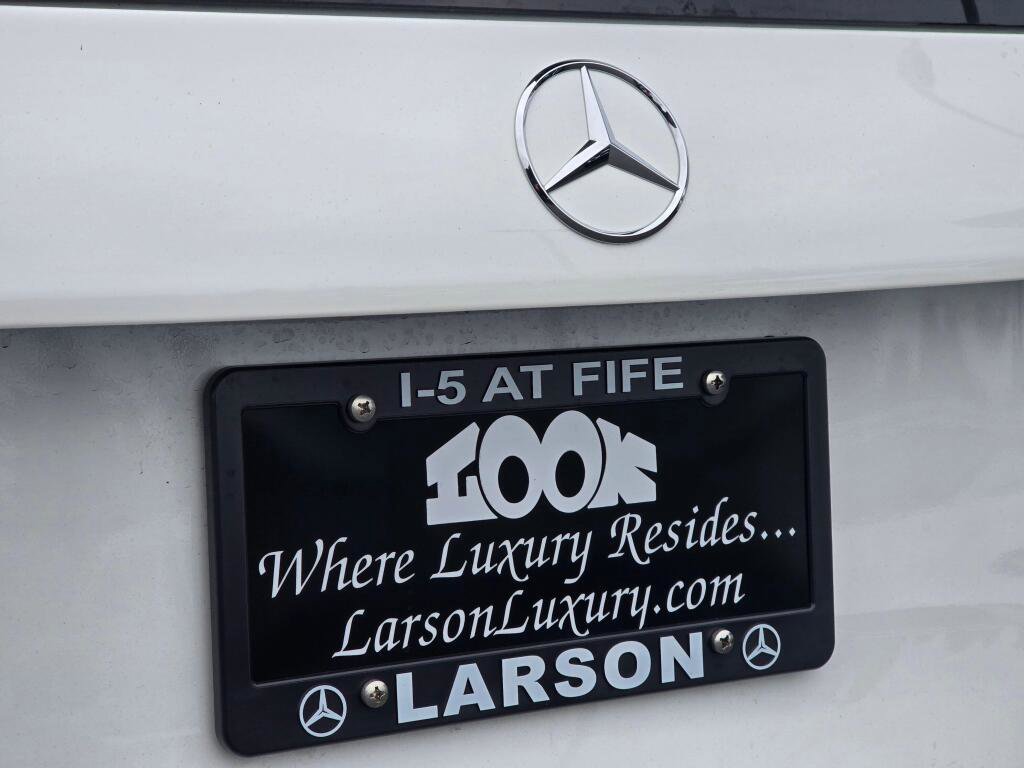 I-5 AT FIFE
LOOK
Where Luxury Resides...
LarsonLuxury.com
LARSON